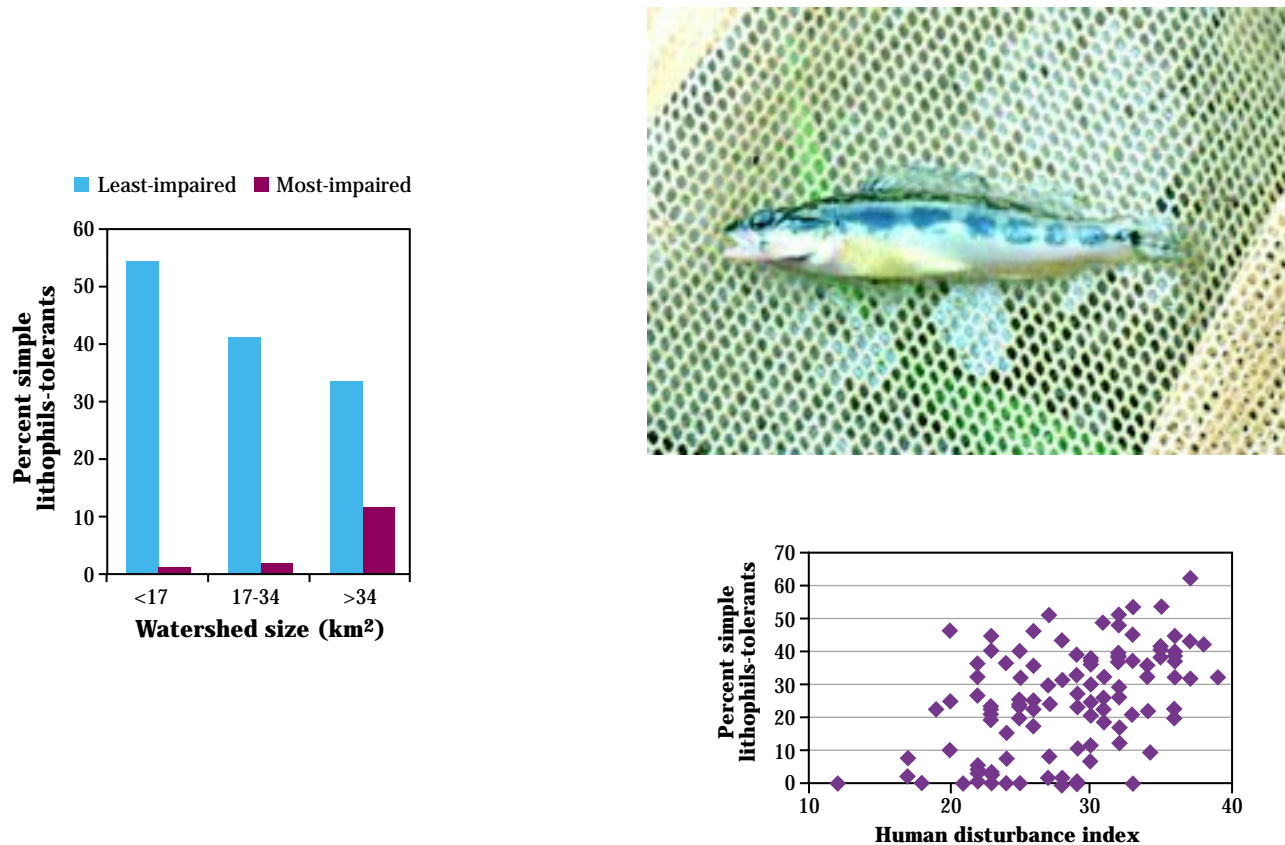 Least-impaired Most-impaired
60
50
40
30
20
10
0
Percent simple
lithophils-tolerants
<17 17-34 >34
Watershed size (km²)
70
60
50
40
30
20
10
0
Percent simple
lithophils-tolerants
10 20 30 40
Human disturbance index